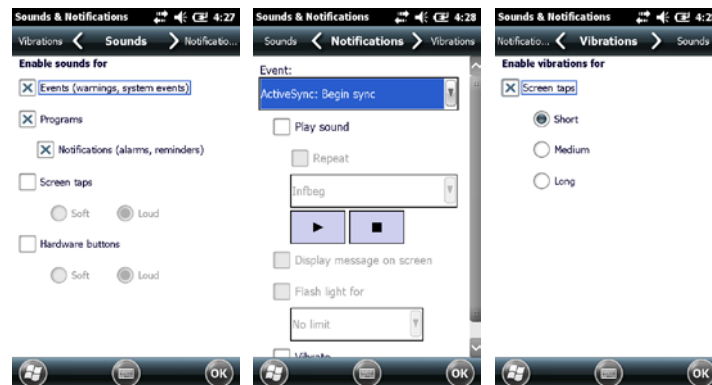 Sounds & Notifications 4:27
Vibrations Sounds Notificatio...
Enable sounds for
Events (warnings, system events)
Programs
Notifications (alarms, reminders)
Screen taps
Soft Loud
Hardware buttons
Soft Loud
OK
Sounds & Notifications 4:28
Sounds Notifications Vibrations
Event:
ActiveSync: Begin sync
Play sound
Repeat
Infbeg
Display message on screen
Flash light for
No limit
Vibrate
OK
Sounds & Notifications 4:2
Notificatio... Vibrations Sounds
Enable vibrations for
Screen taps
Short
Medium
Long
OK